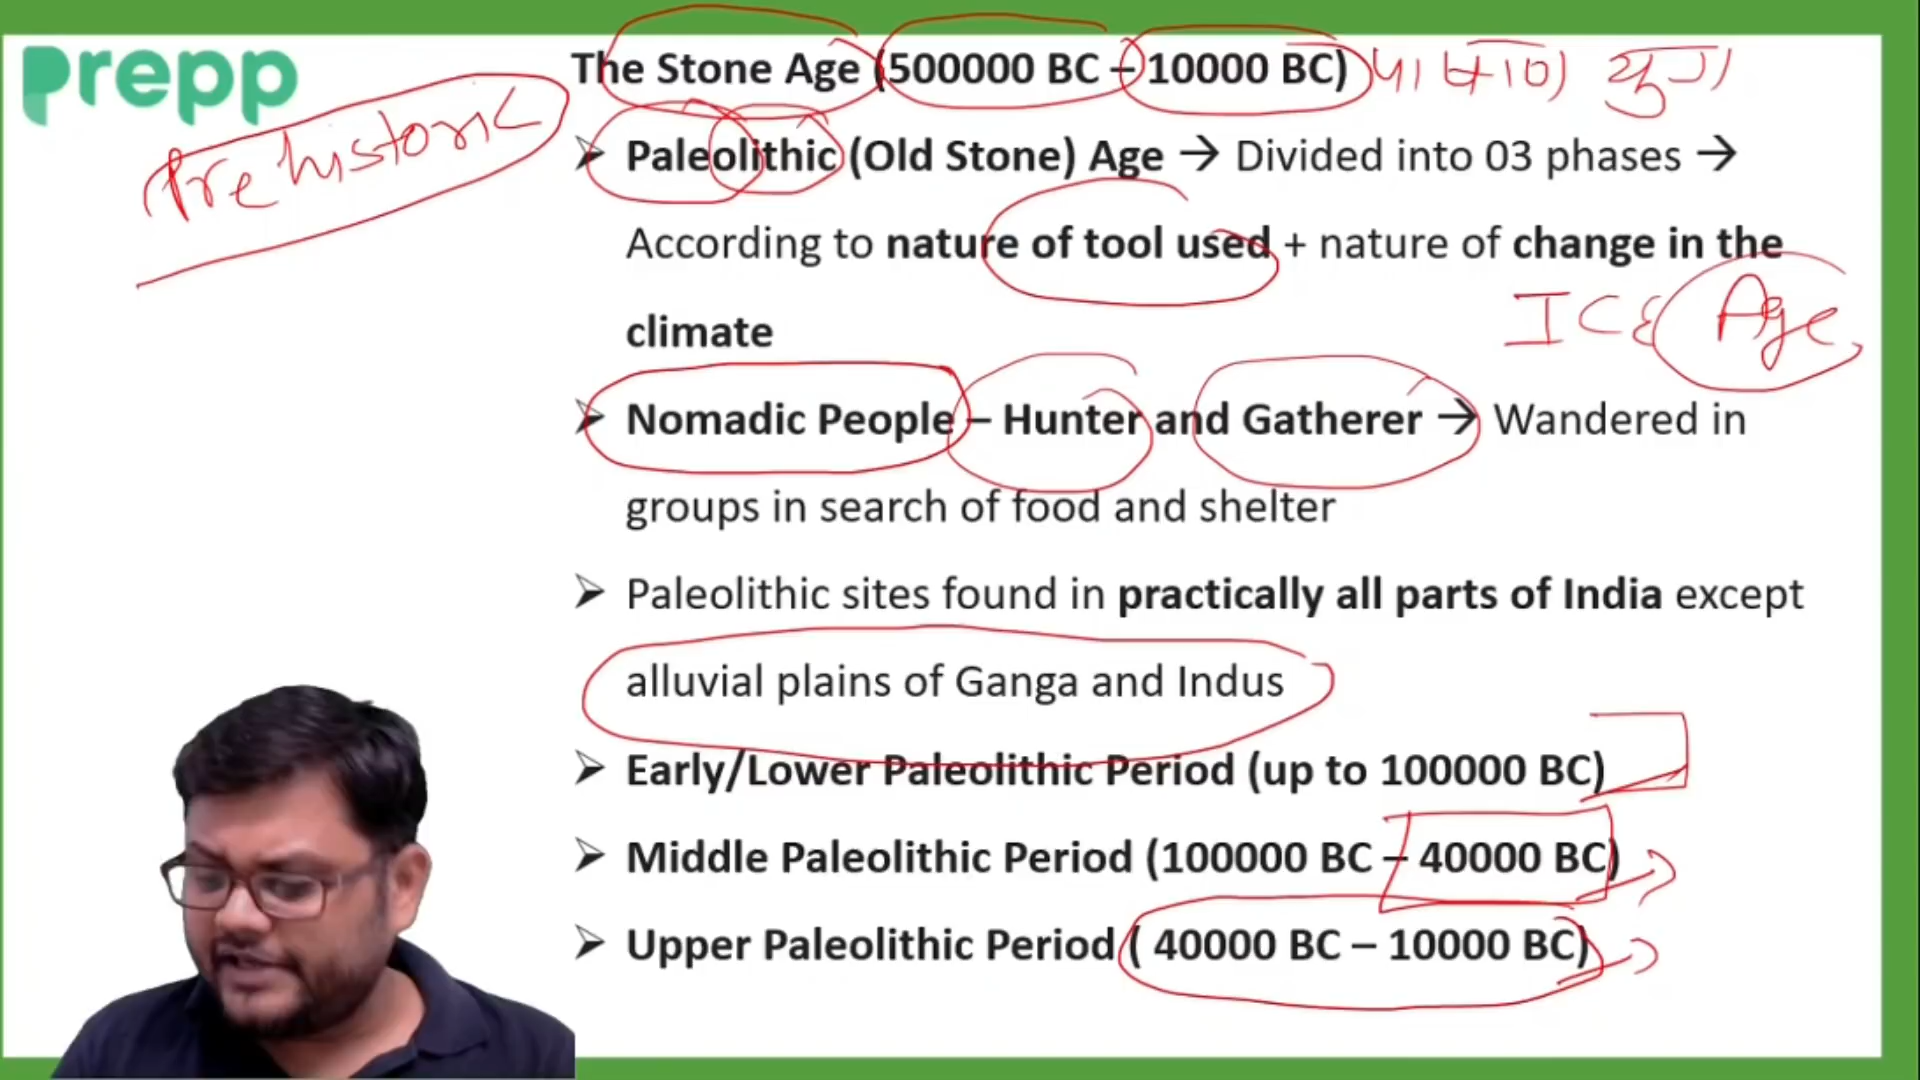 prepp
The Stone Age (500000 BC – 10000 BC)
Prehistoric
➢ Paleolithic (Old Stone) Age → Divided into 03 phases →
According to nature of tool used + nature of change in the
climate
ICE Age
➢ Nomadic People – Hunter and Gatherer → Wandered in
groups in search of food and shelter
➢ Paleolithic sites found in practically all parts of India except
alluvial plains of Ganga and Indus
➢ Early/Lower Paleolithic Period (up to 100000 BC)
➢ Middle Paleolithic Period (100000 BC – 40000 BC)
➢ Upper Paleolithic Period ( 40000 BC – 10000 BC)